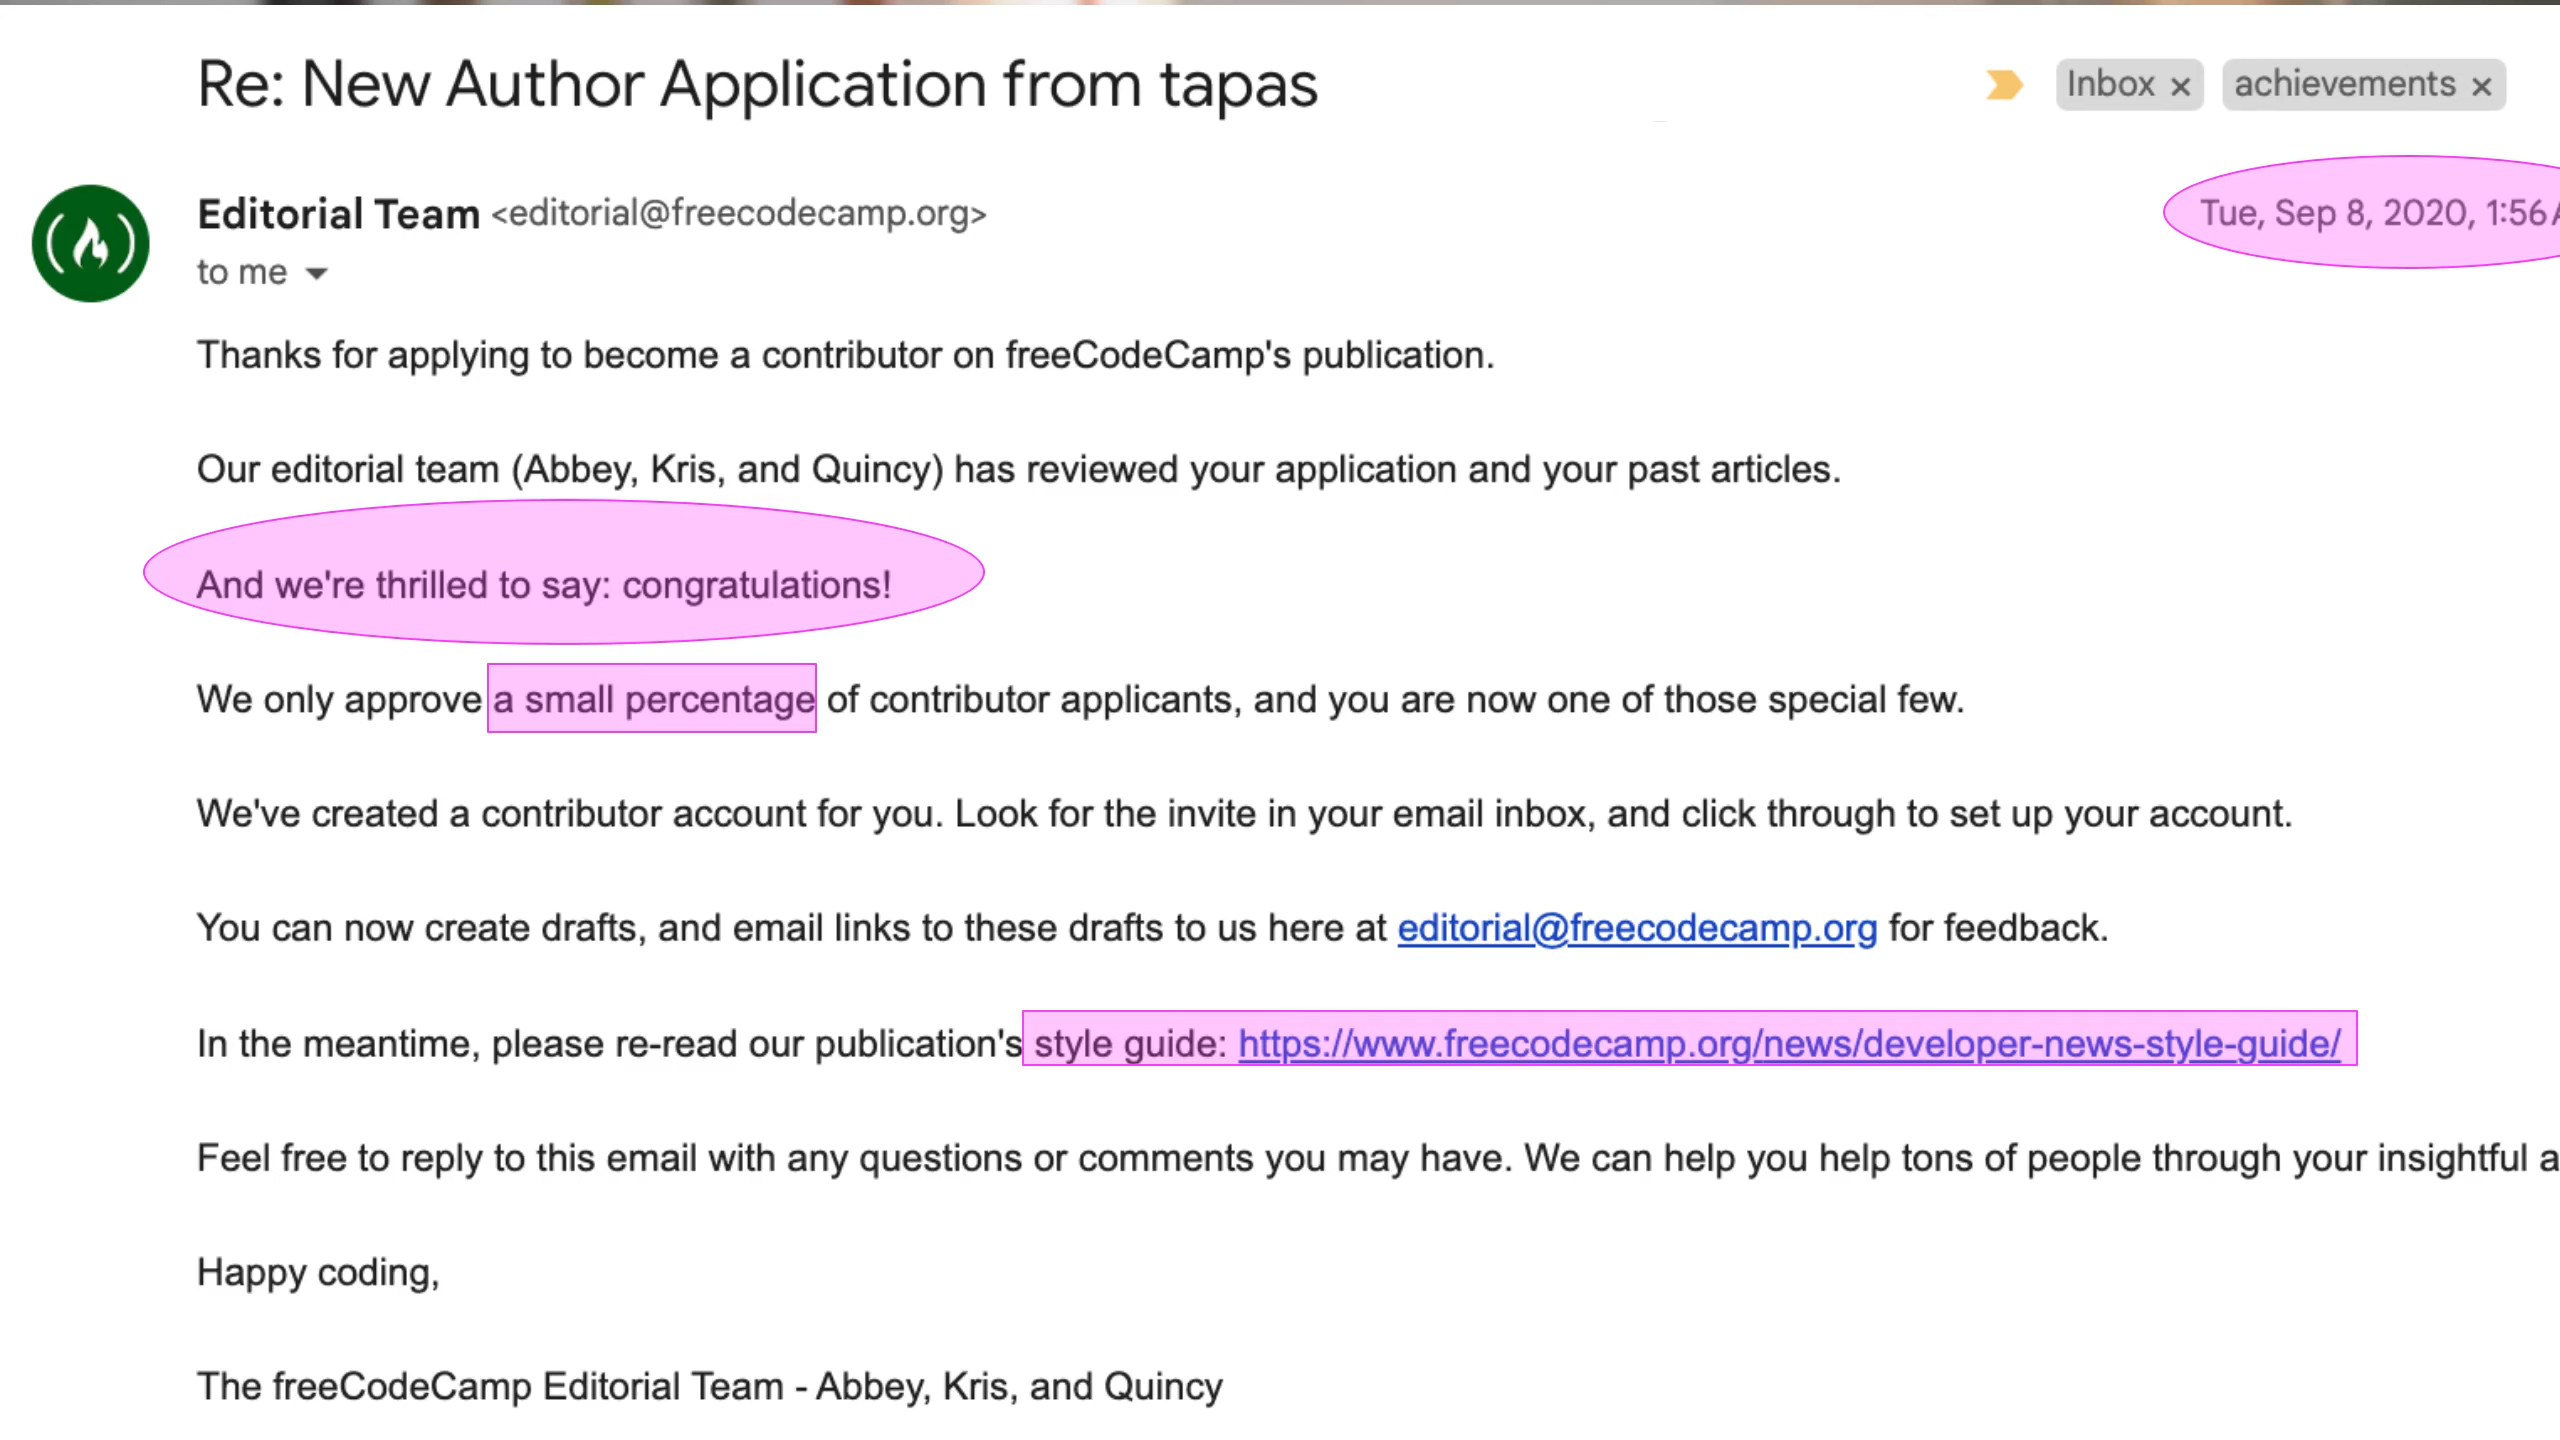 Re: New Author Application from tapas
Inbox ×
achievements ×
Editorial Team <editorial@freecodecamp.org>
Tue, Sep 8, 2020, 1:56
to me
Thanks for applying to become a contributor on freeCodeCamp's publication.
Our editorial team (Abbey, Kris, and Quincy) has reviewed your application and your past articles.
And we're thrilled to say: congratulations!
We only approve a small percentage of contributor applicants, and you are now one of those special few.
We've created a contributor account for you. Look for the invite in your email inbox, and click through to set up your account.
You can now create drafts, and email links to these drafts to us here at editorial@freecodecamp.org for feedback.
In the meantime, please re-read our publication's style guide: https://www.freecodecamp.org/news/developer-news-style-guide/
Feel free to reply to this email with any questions or comments you may have. We can help you help tons of people through your insightful
Happy coding,
The freeCodeCamp Editorial Team - Abbey, Kris, and Quincy